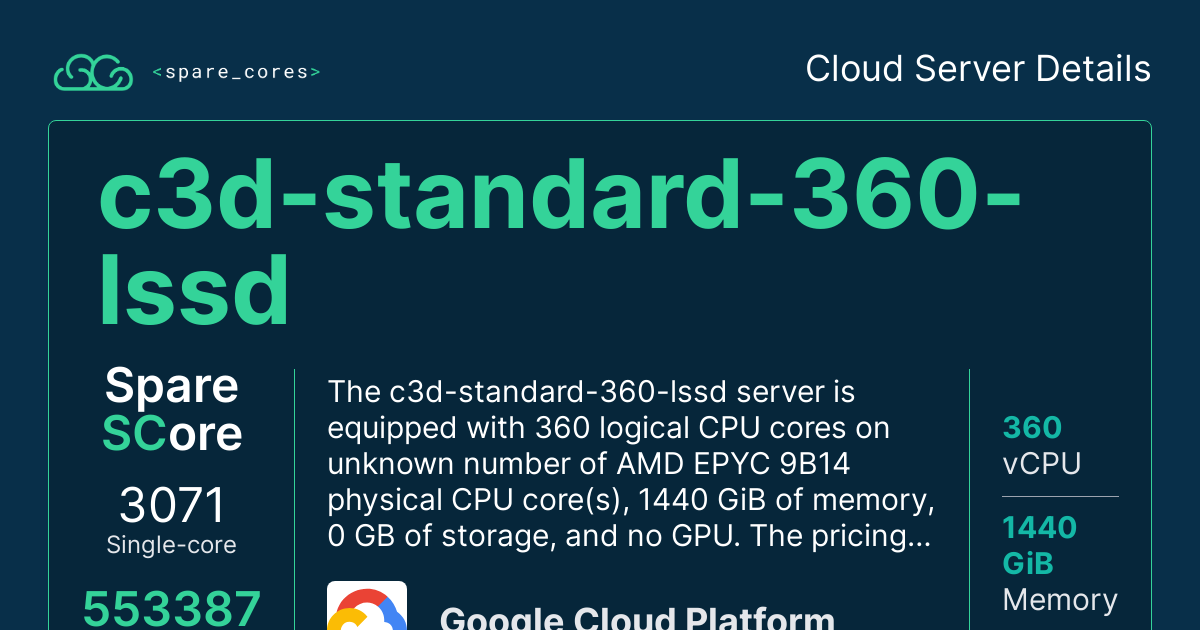 <spare_cores>
Cloud Server Details
c3d-standard-360-
lssd
Spare
SCore
3071
Single-core
553387
The c3d-standard-360-lssd server is
equipped with 360 logical CPU cores on
unknown number of AMD EPYC 9B14
physical CPU core(s), 1440 GiB of memory,
0 GB of storage, and no GPU. The pricing...
Google Cloud Platform
360
vCPU
1440
GiB
Memory